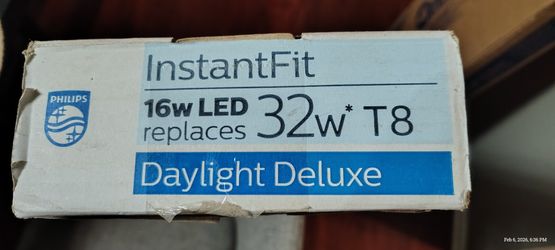 InstantFit
PHILIPS
16w LED
replaces 32w* T8
Daylight Deluxe
Feb 6, 2026, 6:36 PM